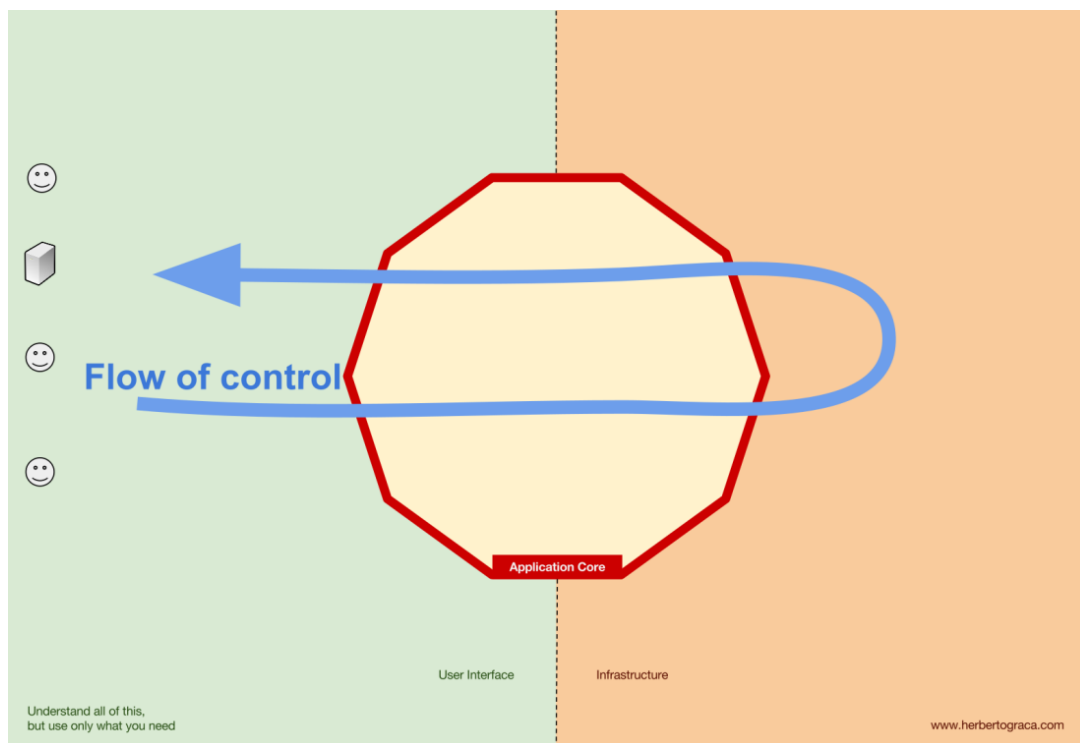 Flow of control
Application Core
User Interface
Infrastructure
Understand all of this,
but use only what you need
www.herbertograca.com